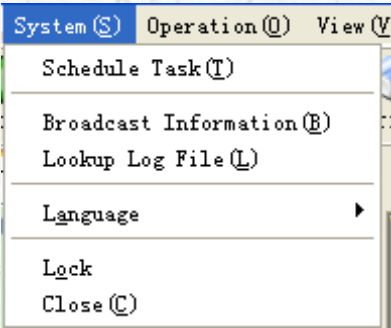 System(S) Operation(O) View(V
Schedule Task(T)
Broadcast Information(B)
Lookup Log File(L)
Language
Lock
Close(C)